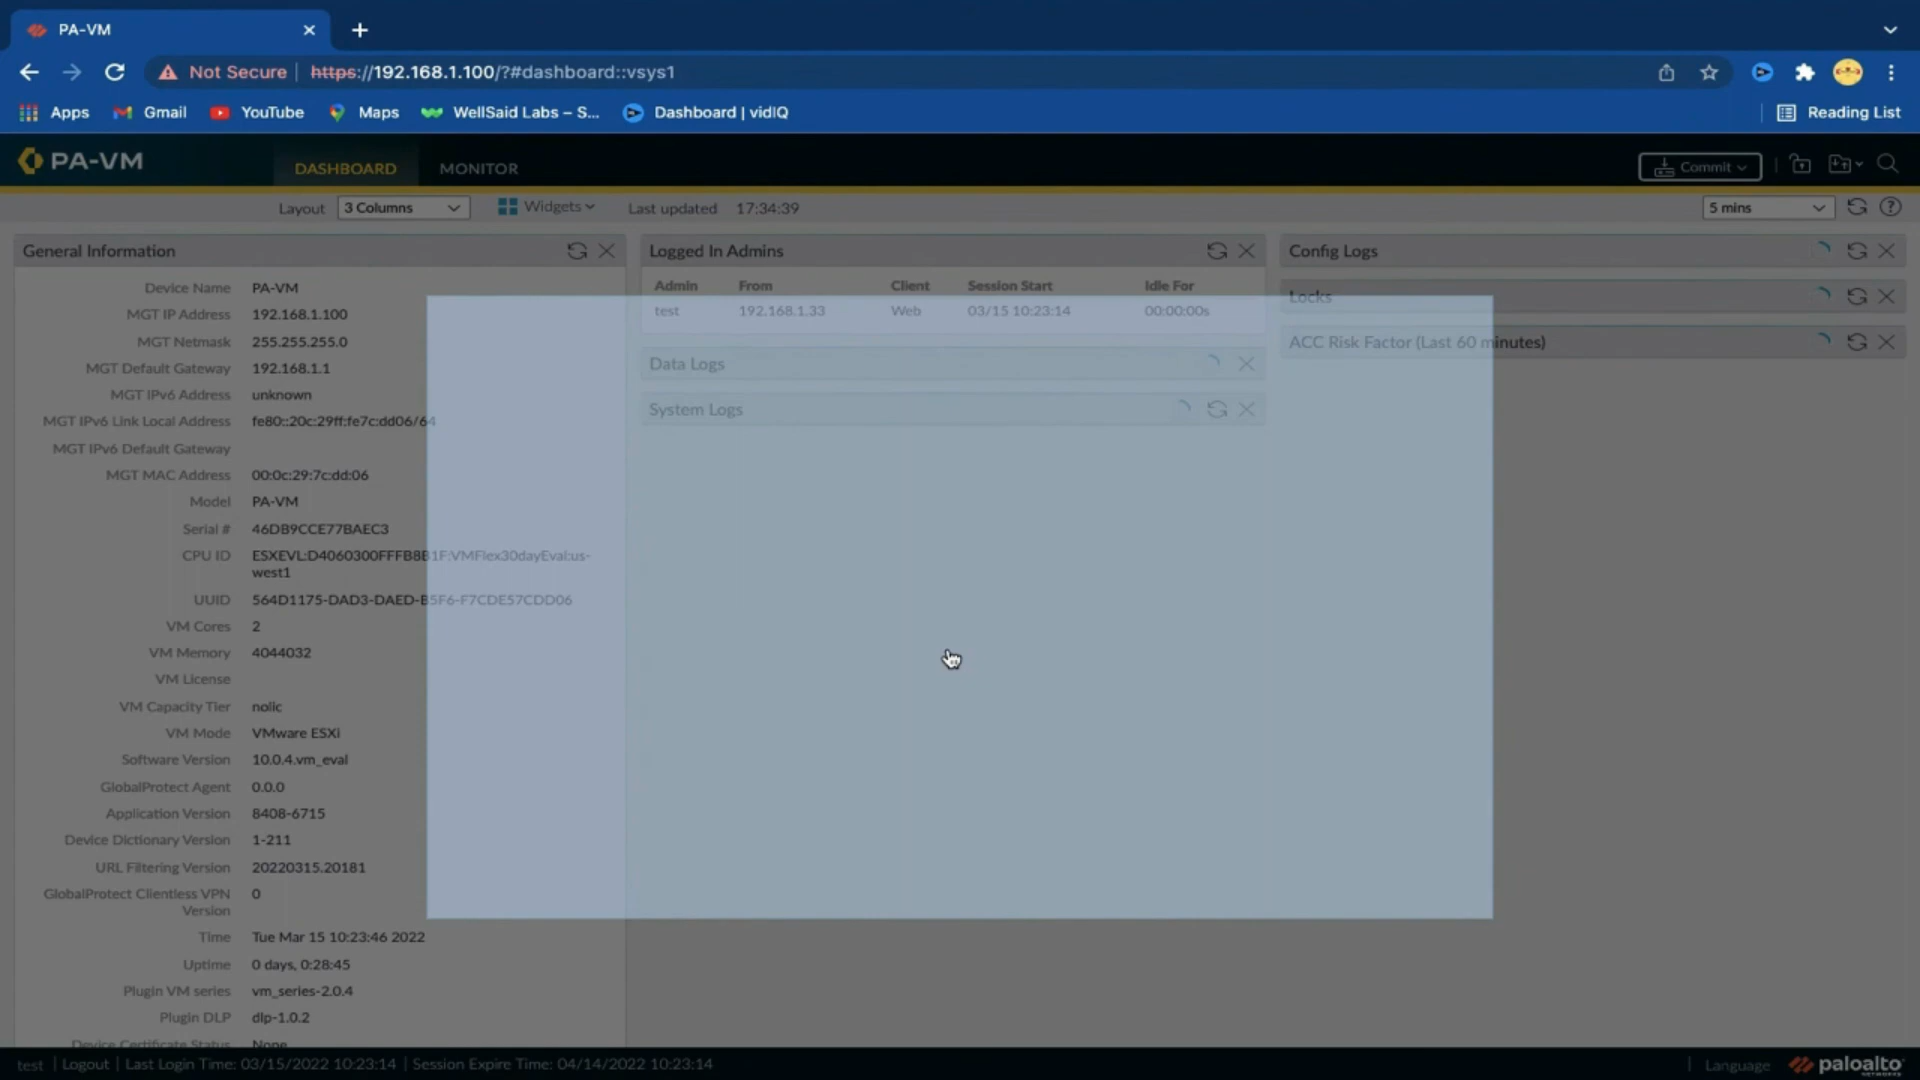 PA-VM
Not Secure https://192.168.1.100/?#dashboard::vsys1
Apps Gmail YouTube Maps WellSaid Labs – S... Dashboard | vidIQ Reading List
PA-VM DASHBOARD MONITOR Commit
Layout 3 Columns Widgets Last updated 17:34:39 5 mins
General Information
Device Name PA-VM
MGT IP Address 192.168.1.100
MGT Netmask 255.255.255.0
MGT Default Gateway 192.168.1.1
MGT IPv6 Address unknown
MGT IPv6 Link Local Address fe80::20c:29ff:fe7c:dd06/64
MGT IPv6 Default Gateway
MGT MAC Address 00:0c:29:7c:dd:06
Model PA-VM
Serial # 46DB9CCE77BAEC3
CPU ID ESXEVL:D4060300FFFB8B1F:VMFlex30dayEval:us-
west1
UUID 564D1175-DAD3-DAED-B5F6-F7CDE57CDD06
VM Cores 2
VM Memory 4044032
VM License
VM Capacity Tier nolic
VM Mode VMware ESXi
Software Version 10.0.4.vm_eval
GlobalProtect Agent 0.0.0
Application Version 8408-6715
Device Dictionary Version 1-211
URL Filtering Version 20220315.20181
GlobalProtect Clientless VPN 0
Version
Time Tue Mar 15 10:23:46 2022
Uptime 0 days, 0:28:45
Plugin VM series vm_series-2.0.4
Plugin DLP dlp-1.0.2
Device Certificate Status None
Logged In Admins
Admin From Client Session Start Idle For
test 192.168.1.33 Web 03/15 10:23:14 00:00:00s
Data Logs
System Logs
Config Logs
Locks
ACC Risk Factor (Last 60 minutes)
test | Logout | Last Login Time: 03/15/2022 10:23:14 | Session Expire Time: 04/14/2022 10:23:14
Language paloalto
NETWORKS